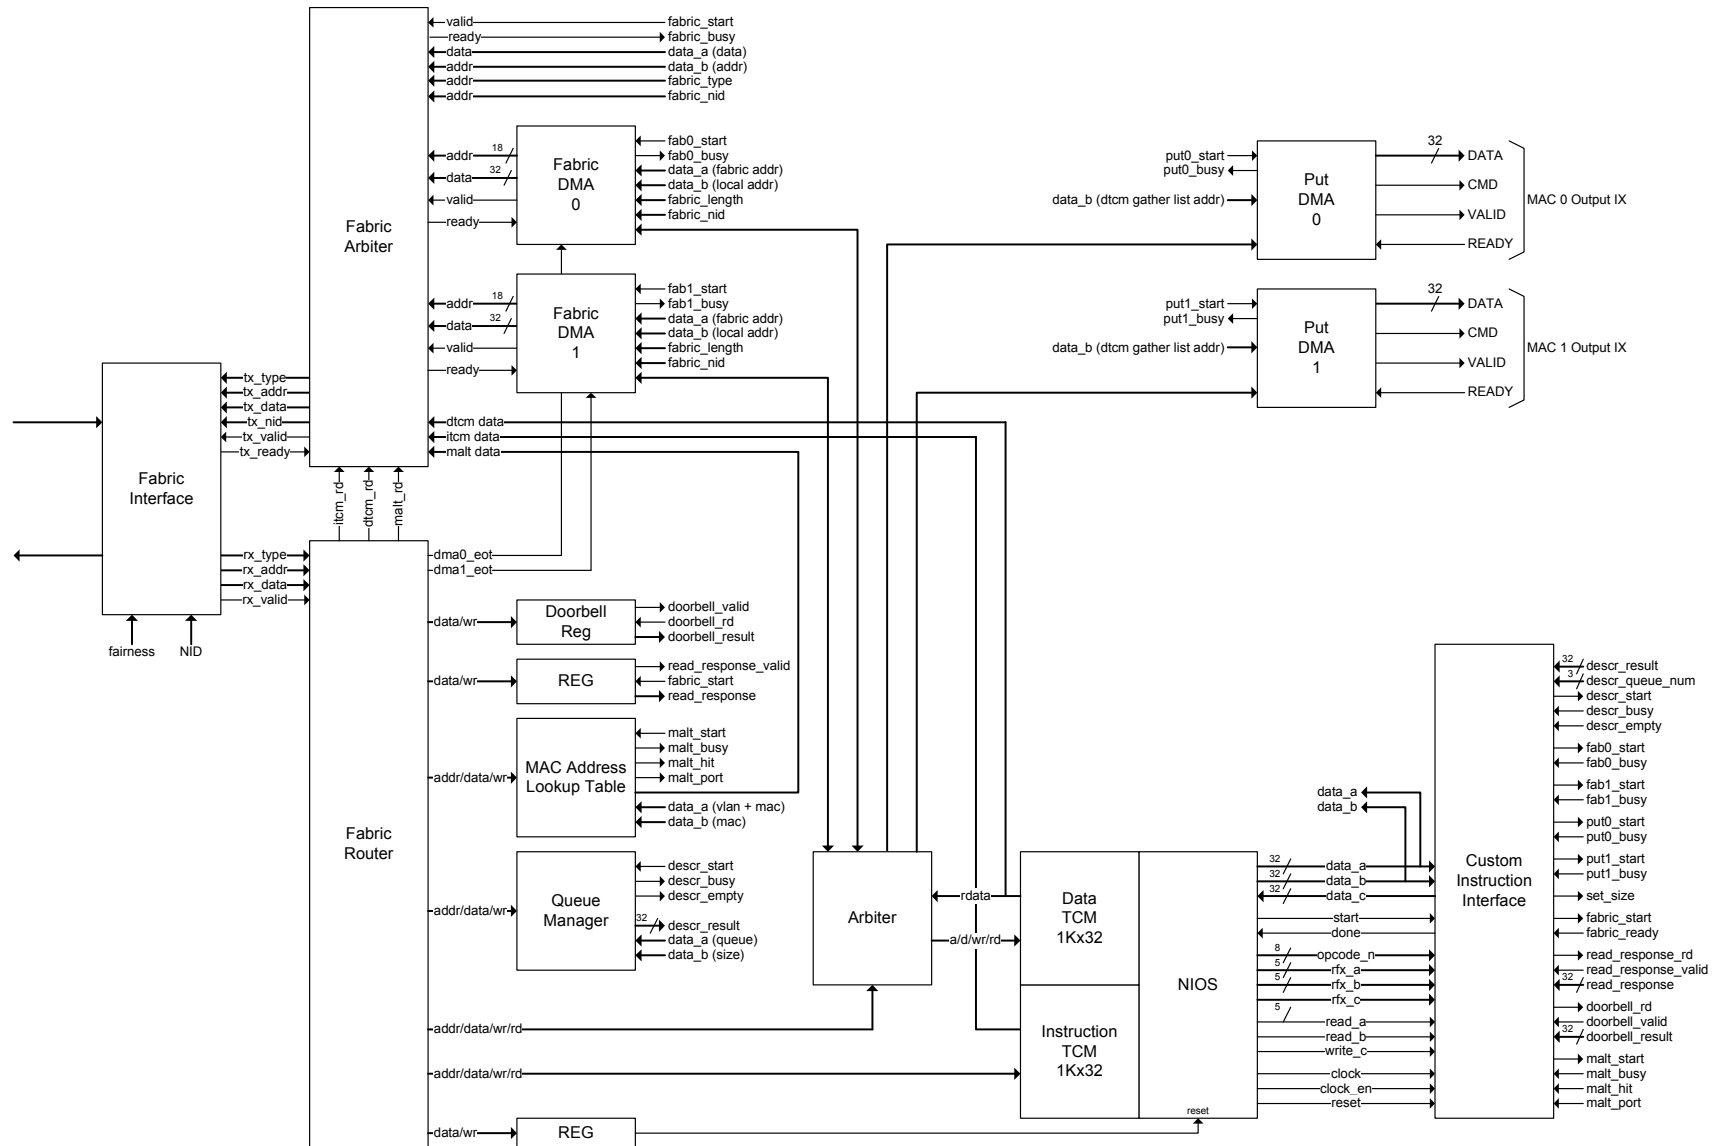 valid
fabric_start
ready
fabric_busy
data
data_a (data)
addr
data_b (addr)
addr
fabric_type
addr
fabric_nid
Fabric
Arbiter
addr
18
data
32
valid
ready
Fabric
DMA
0
fab0_start
fab0_busy
data_a (fabric addr)
data_b (local addr)
fabric_length
fabric_nid
put0_start
put0_busy
data_b (dtcm gather list addr)
Put
DMA
0
32
DATA
CMD
VALID
READY
MAC 0 Output IX
addr
18
data
32
valid
ready
Fabric
DMA
1
fab1_start
fab1_busy
data_a (fabric addr)
data_b (local addr)
fabric_length
fabric_nid
put1_start
put1_busy
data_b (dtcm gather list addr)
Put
DMA
1
32
DATA
CMD
VALID
READY
MAC 1 Output IX
tx_type
tx_addr
tx_data
tx_nid
tx_valid
tx_ready
dtcm data
itcm data
malt data
Fabric
Interface
itcm_rd
dtcm_rd
malt_rd
rx_type
rx_addr
rx_data
rx_valid
fairness
NID
dma0_eot
dma1_eot
Fabric
Router
data/wr
Doorbell
Reg
doorbell_valid
doorbell_rd
doorbell_result
data/wr
REG
read_response_valid
fabric_start
read_response
addr/data/wr
MAC Address
Lookup Table
malt_start
malt_busy
malt_hit
malt_port
data_a (vlan + mac)
data_b (mac)
addr/data/wr
Queue
Manager
descr_start
descr_busy
descr_empty
32
descr_result
data_a (queue)
data_b (size)
addr/data/wr/rd
addr/data/wr/rd
data/wr
REG
Arbiter
rdata
a/d/wr/rd
Data
TCM
1Kx32
Instruction
TCM
1Kx32
NIOS
reset
data_a
data_b
32
data_a
32
data_b
32
data_c
start
done
8
opcode_n
5
rfx_a
5
rfx_b
rfx_c
5
read_a
read_b
write_c
clock
clock_en
reset
Custom
Instruction
Interface
32
descr_result
3
descr_queue_num
descr_start
descr_busy
descr_empty
fab0_start
fab0_busy
fab1_start
fab1_busy
put0_start
put0_busy
put1_start
put1_busy
set_size
fabric_start
fabric_ready
read_response_rd
read_response_valid
32
read_response
doorbell_rd
doorbell_valid
32
doorbell_result
malt_start
malt_busy
malt_hit
malt_port